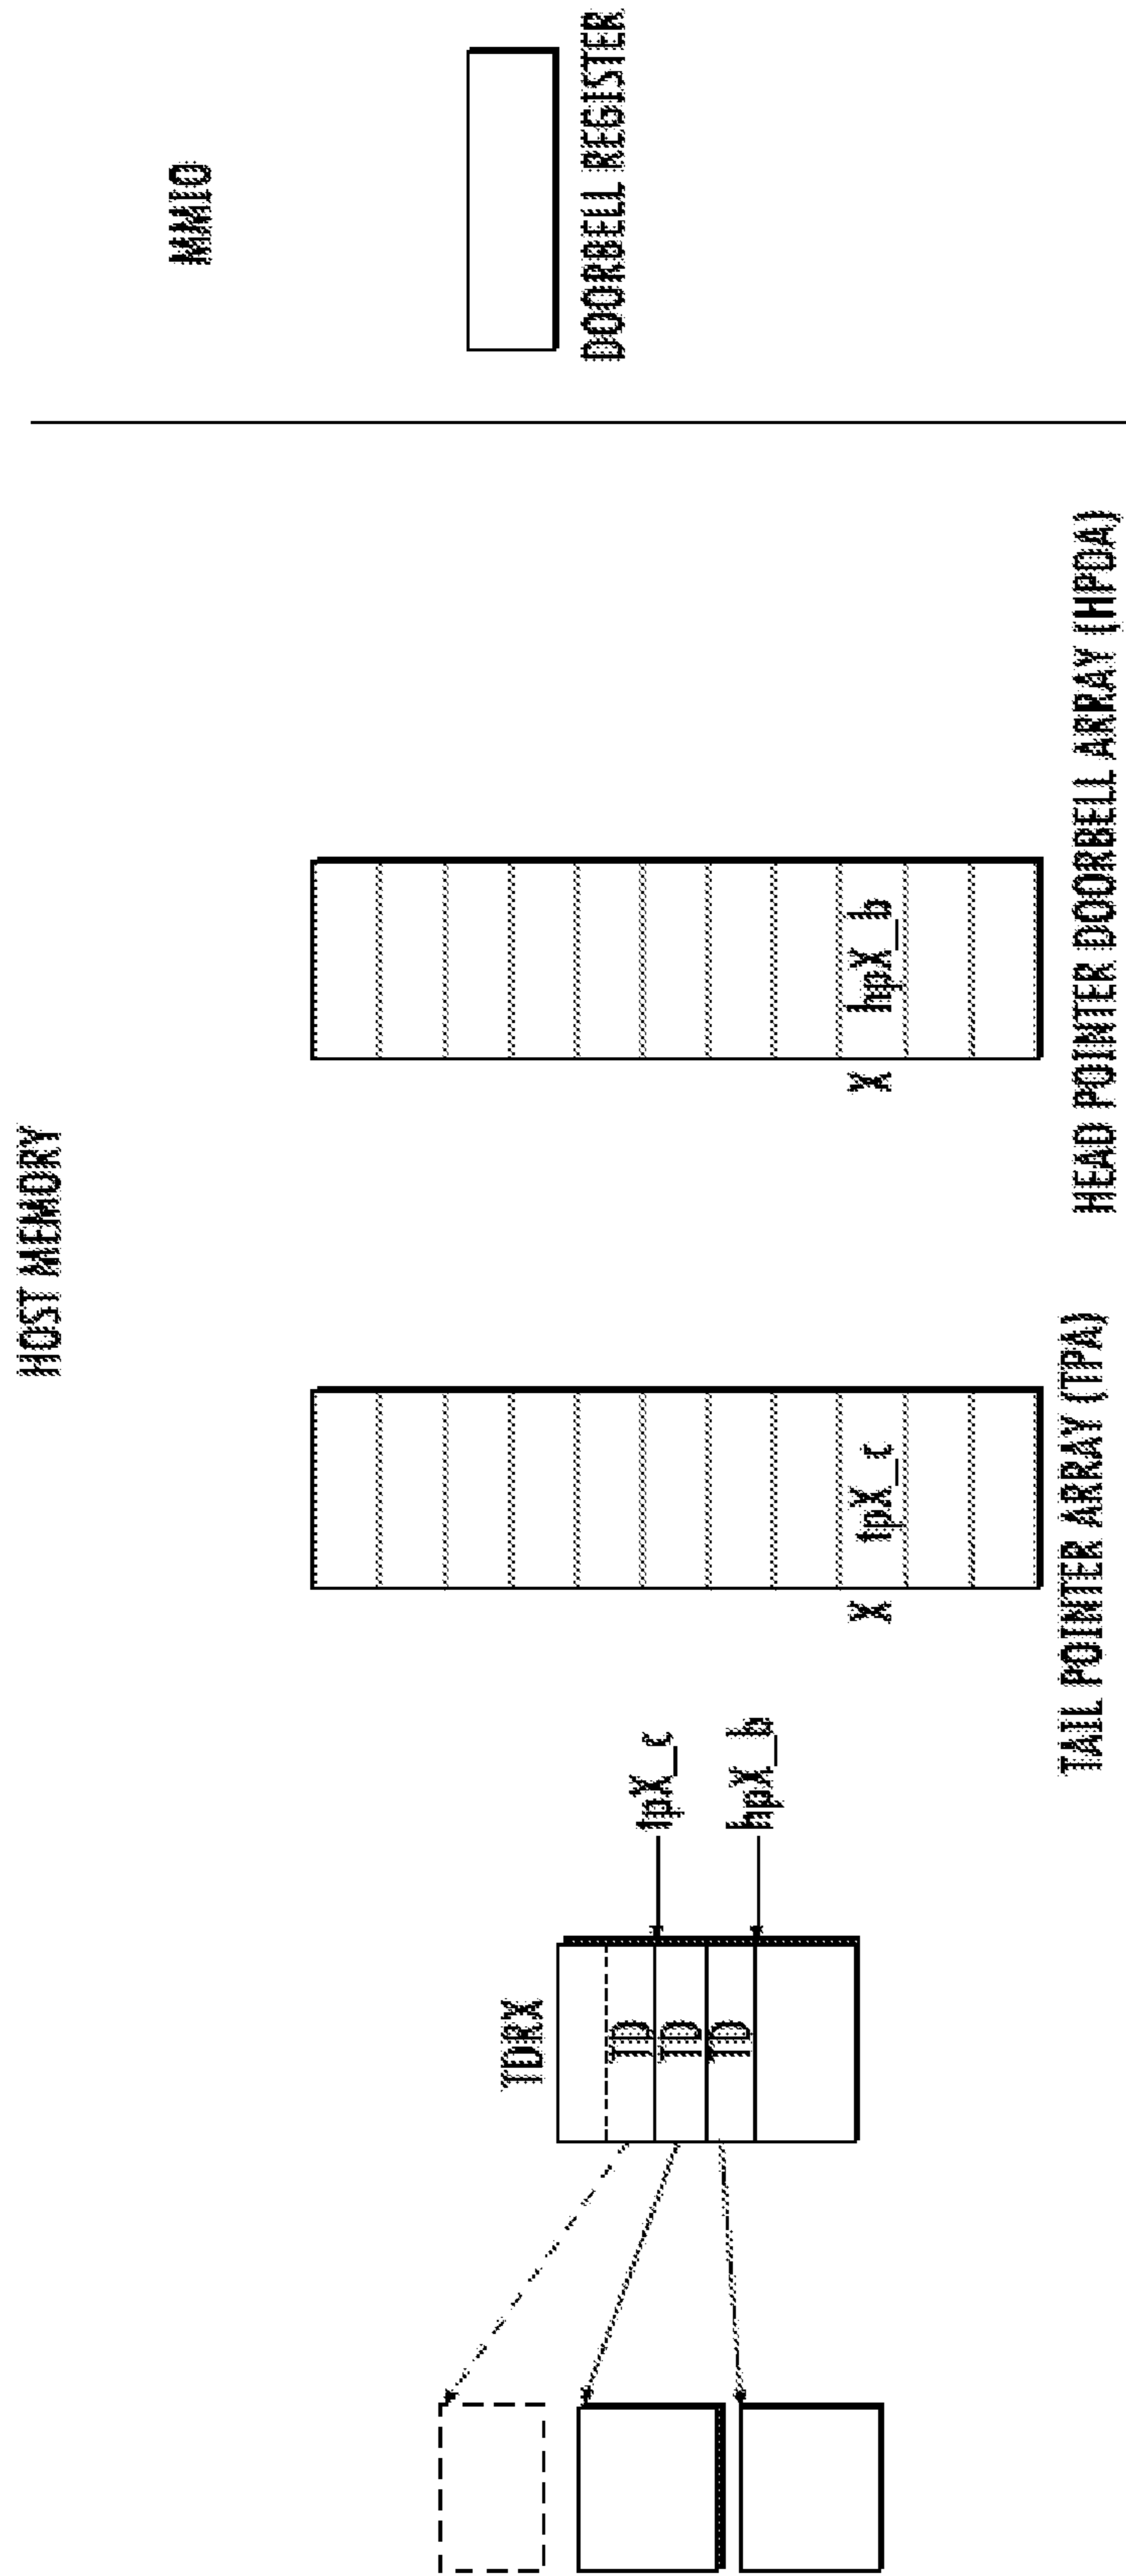 HOST MEMORY
MMIO
TDRX
TD
TD
TD
tpX_c
hpX_b
X
tpX_c
X
hpX_b
TAIL POINTER ARRAY (TPA)
HEAD POINTER DOORBELL ARRAY (HPDA)
DOORBELL REGISTER